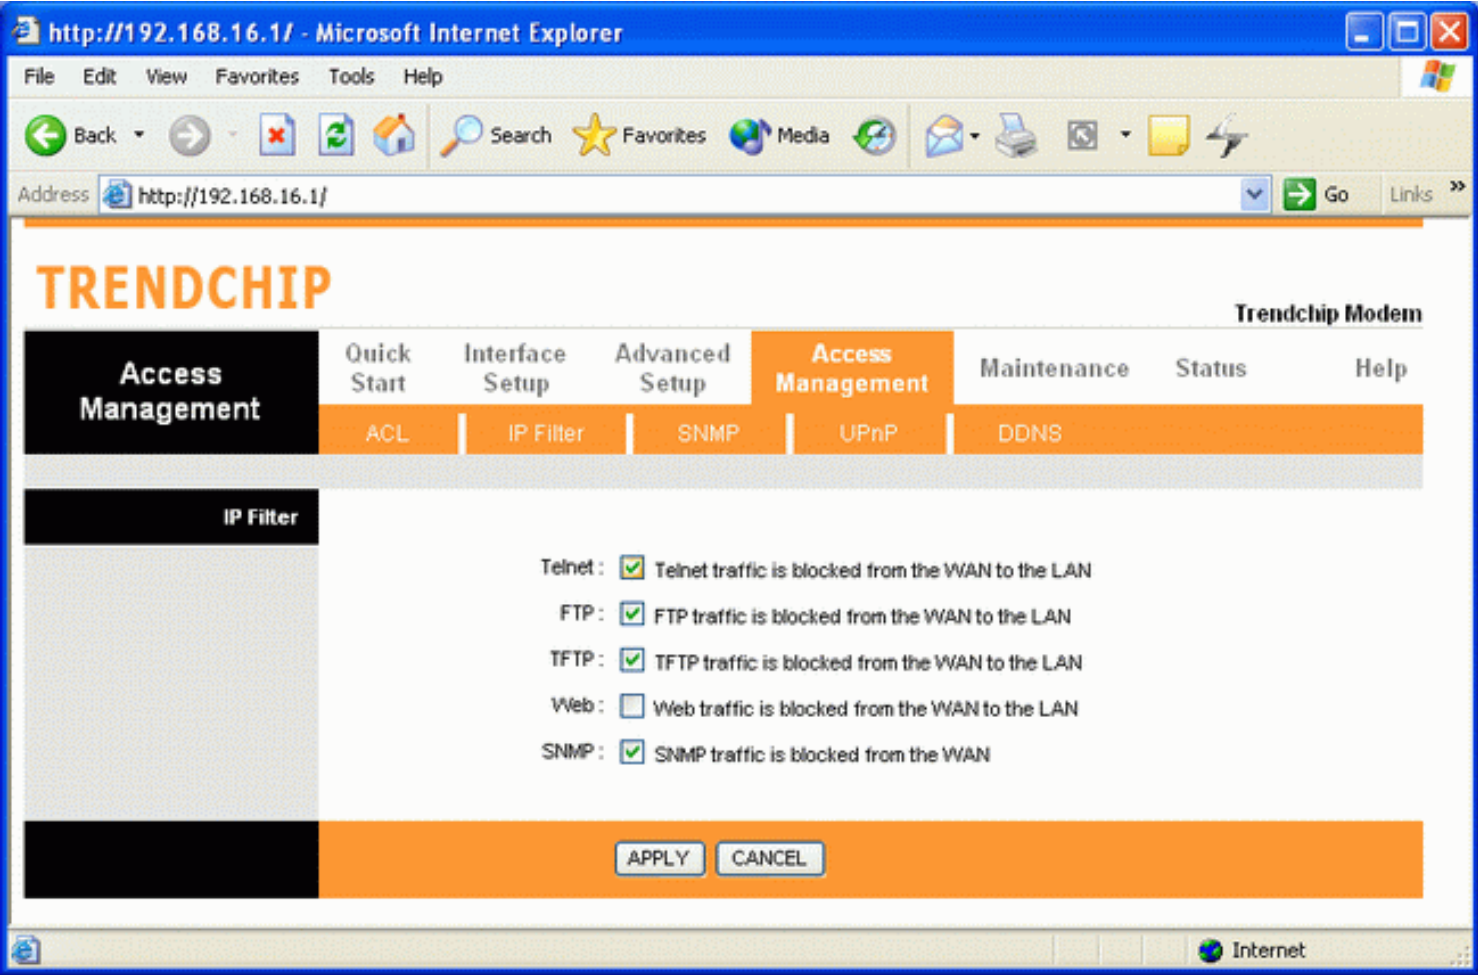 http://192.168.16.1/ - Microsoft Internet Explorer
File Edit View Favorites Tools Help
Back Search Favorites Media
Address http://192.168.16.1/ Go Links »
TRENDCHIP
Trendchip Modem
Access Management
Quick Start
Interface Setup
Advanced Setup
Access Management
Maintenance
Status
Help
ACL IP Filter SNMP UPnP DDNS
IP Filter
Telnet : Telnet traffic is blocked from the WAN to the LAN
FTP : FTP traffic is blocked from the WAN to the LAN
TFTP : TFTP traffic is blocked from the WAN to the LAN
Web : Web traffic is blocked from the WAN to the LAN
SNMP : SNMP traffic is blocked from the WAN
APPLY CANCEL
Internet